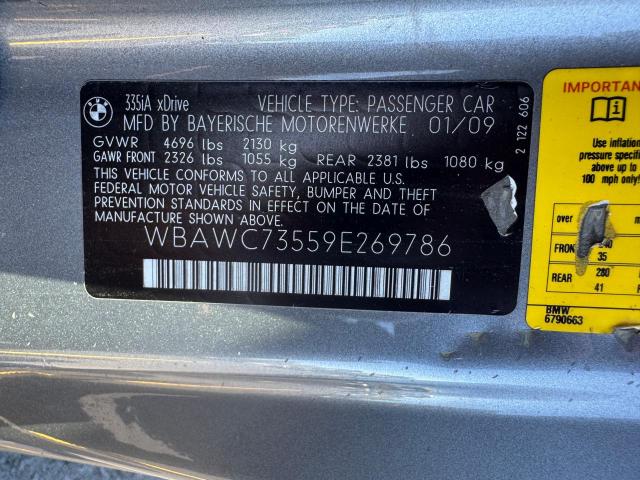 BMW
335iA xDrive VEHICLE TYPE: PASSENGER CAR
MFD BY BAYERISCHE MOTORENWERKE 01/09
GVWR 4696 lbs 2130 kg
GAWR FRONT 2326 lbs 1055 kg REAR 2381 lbs 1080 kg
THIS VEHICLE CONFORMS TO ALL APPLICABLE U.S.
FEDERAL MOTOR VEHICLE SAFETY, BUMPER AND THEFT
PREVENTION STANDARDS IN EFFECT ON THE DATE
OF MANUFACTURE SHOWN ABOVE.
WBAWC73559E269786
2 122 606
IMPORTAN
i
Use inflation
pressure specifi
above up to
100 mph only!
over
FRONT
35
REAR 280
41
BMW
6790663